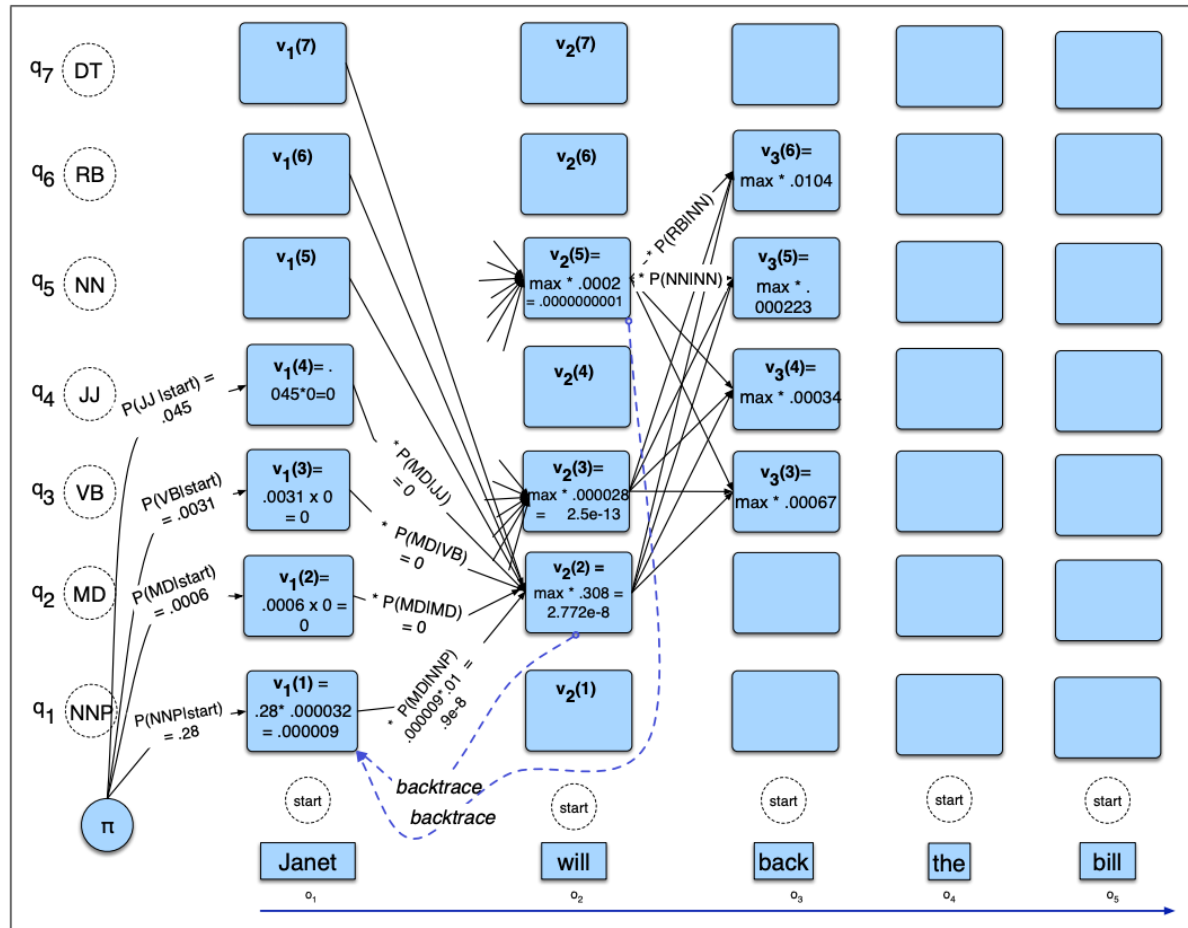 q7 DT
v1(7)
v2(7)
q6 RB
v1(6)
v2(6)
v3(6)=
max * .0104
* P(RB|NN)
q5 NN
v1(5)
v2(5)=
max * .0002
= .0000000001
* P(NN|NN)
v3(5)=
max * .
000223
q4 JJ
P(JJ |start) =
.045
v1(4)= .
045*0=0
* P(MD|JJ)
= 0
v2(4)
v3(4)=
max * .00034
q3 VB
P(VB|start)
= .0031
v1(3)=
.0031 x 0
= 0
* P(MD|VB)
= 0
v2(3)=
max * .000028
= 2.5e-13
v3(3)=
max * .00067
q2 MD
P(MD|start)
= .0006
v1(2)=
.0006 x 0 =
0
* P(MD|MD)
= 0
v2(2) =
max * .308 =
2.772e-8
q1 NNP
P(NNP|start)
= .28
v1(1) =
.28* .000032
= .000009
* P(MD|NNP)
.000009*.01 =
.9e-8
v2(1)
backtrace
backtrace
π
start
start
start
start
start
Janet
will
back
the
bill
o1
o2
o3
o4
o5